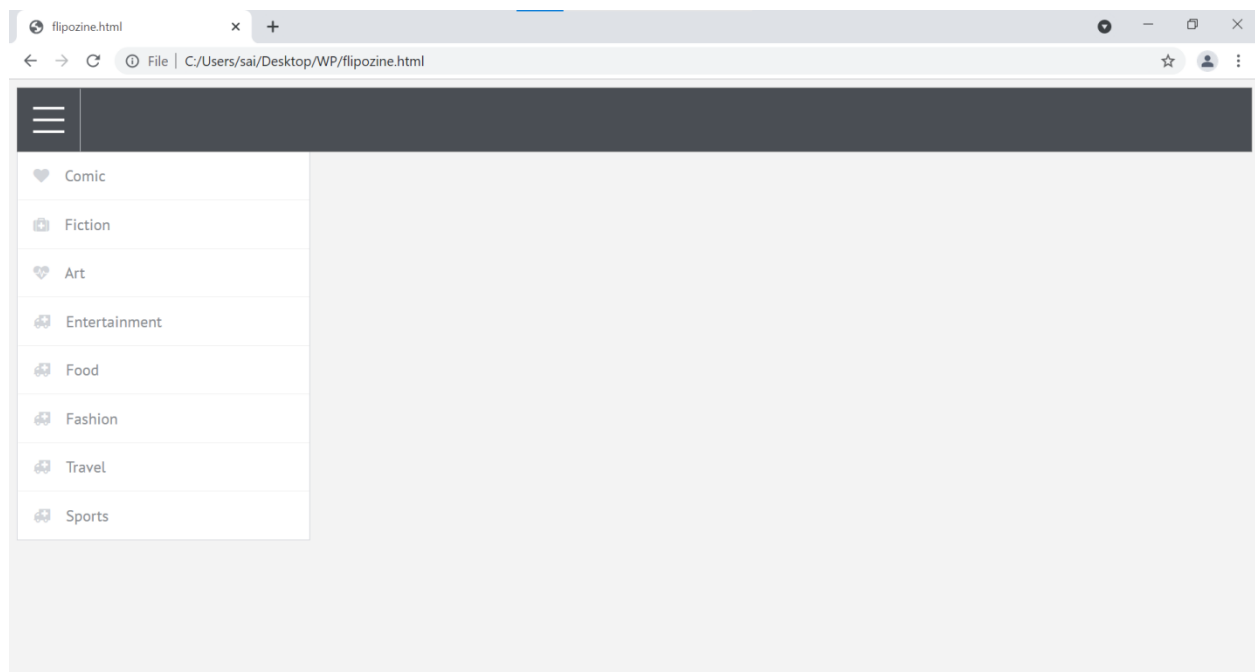 flipozine.html
File | C:/Users/sai/Desktop/WP/flipozine.html
Comic
Fiction
Art
Entertainment
Food
Fashion
Travel
Sports